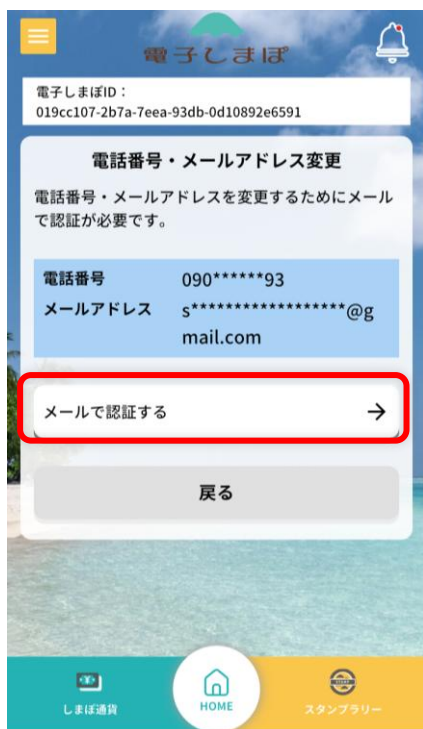 電子しまぽ
電子しまぽID：
019cc107-2b7a-7eea-93db-0d10892e6591
電話番号・メールアドレス変更
電話番号・メールアドレスを変更するためにメール
で認証が必要です。
電話番号 090******93
メールアドレス s******************@g
mail.com
メールで認証する
戻る
しまぽ通貨
HOME
スタンプラリー